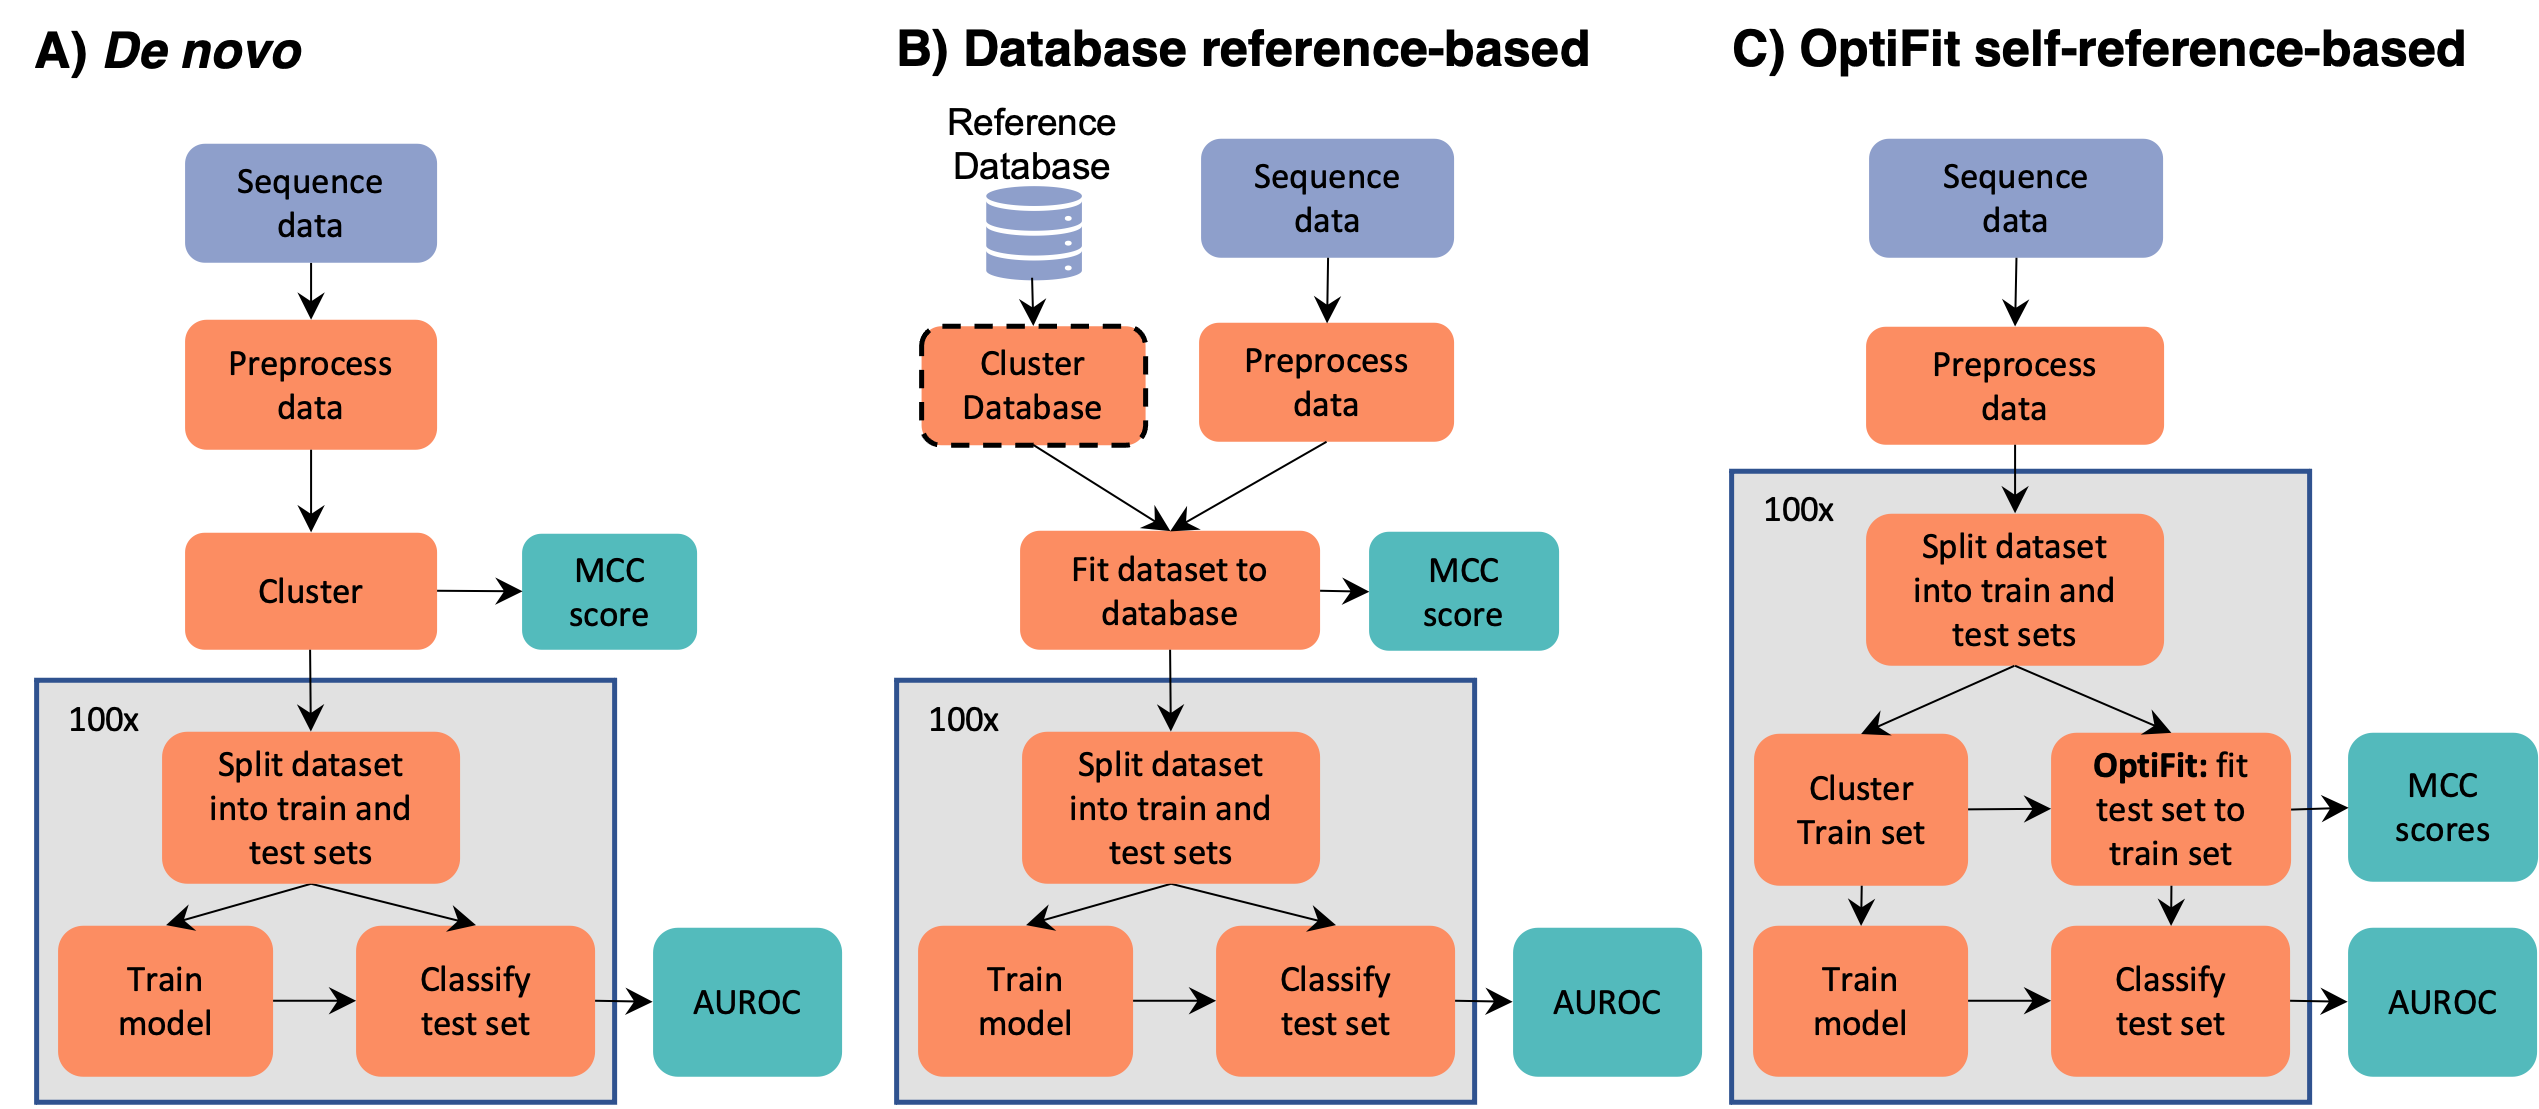 A) De novo
Sequence
data
Preprocess
data
Cluster
MCC
score
100x
Split dataset
into train and
test sets
Train
model
Classify
test set
AUROC
B) Database reference-based
Reference
Database
Sequence
data
Cluster
Database
Preprocess
data
Fit dataset to
database
MCC
score
100x
Split dataset
into train and
test sets
Train
model
Classify
test set
AUROC
C) OptiFit self-reference-based
Sequence
data
Preprocess
data
100x
Split dataset
into train and
test sets
Cluster
Train set
OptiFit: fit
test set to
train set
MCC
scores
Train
model
Classify
test set
AUROC